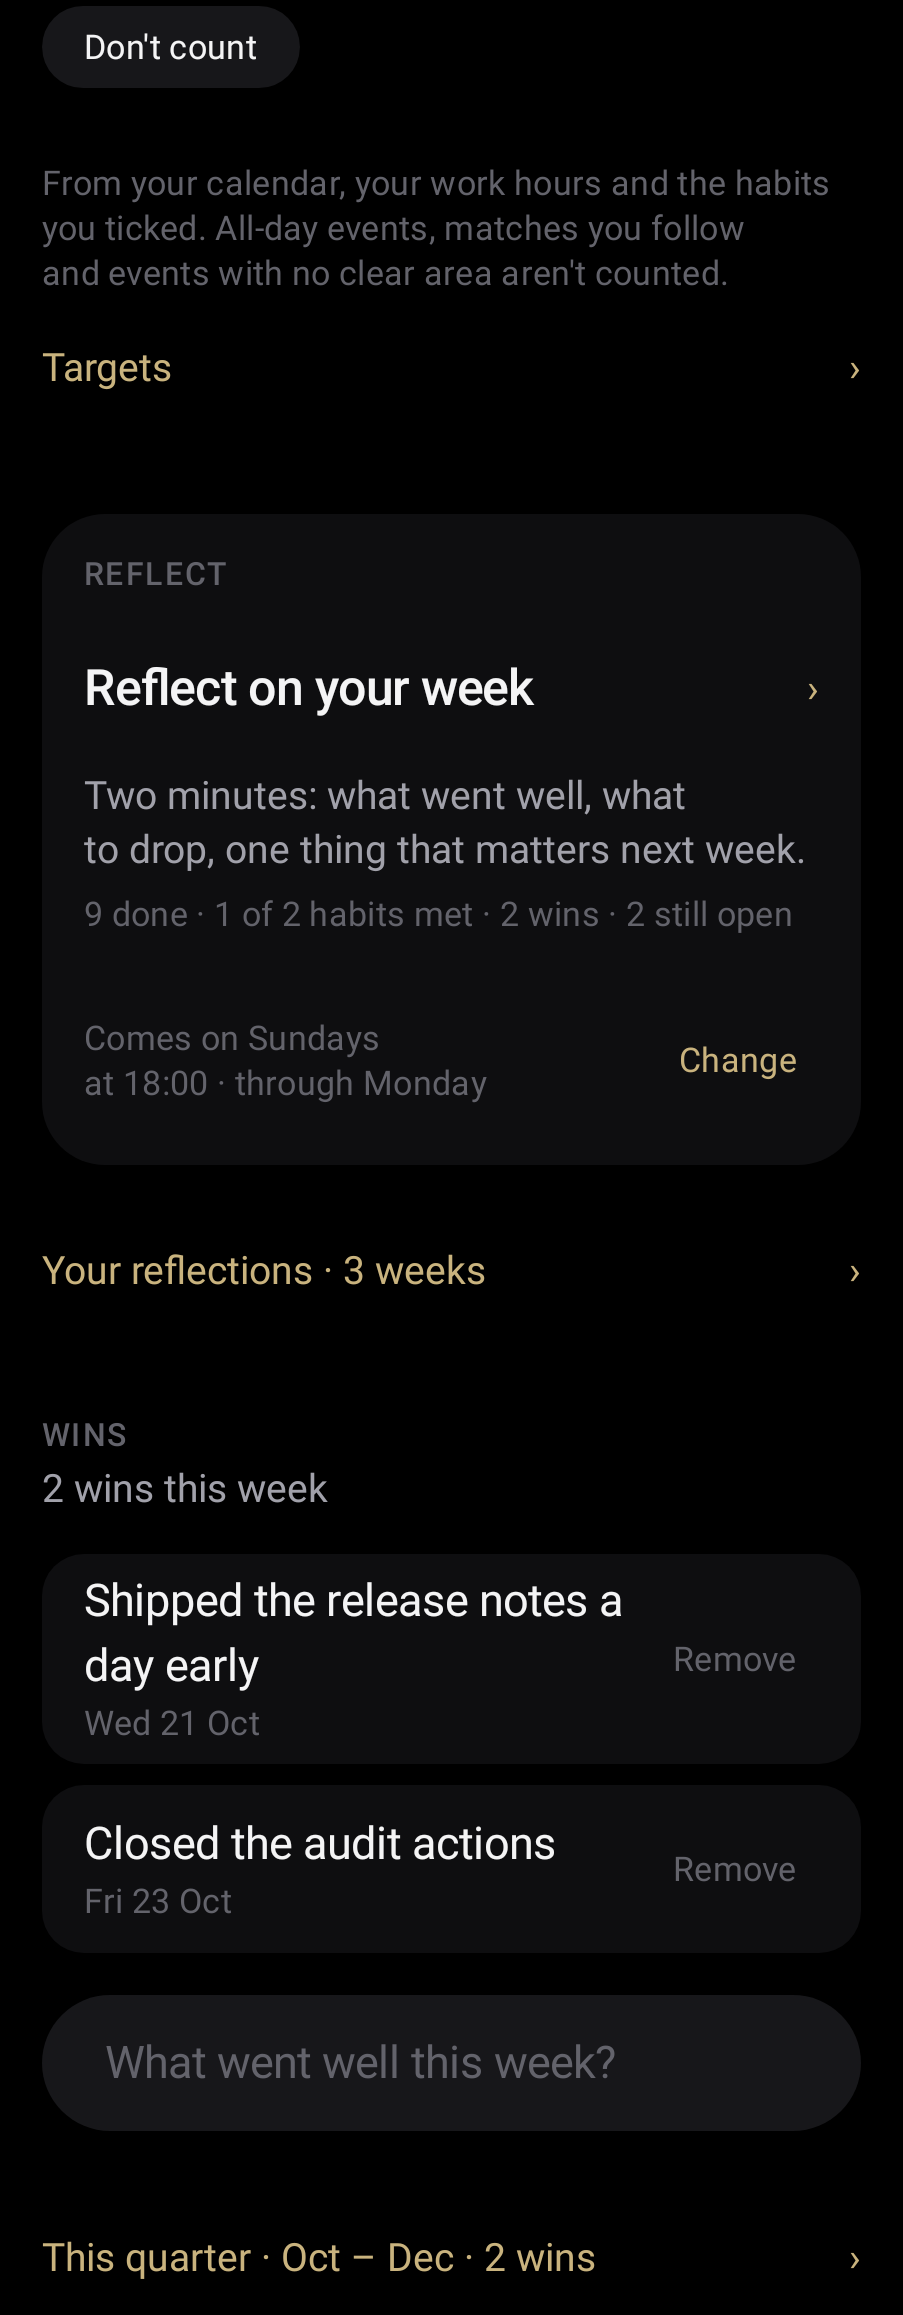 Don't count
From your calendar, your work hours and the habits
you ticked. All-day events, matches you follow
and events with no clear area aren't counted.
Targets ›
REFLECT
Reflect on your week ›
Two minutes: what went well, what
to drop, one thing that matters next week.
9 done · 1 of 2 habits met · 2 wins · 2 still open
Comes on Sundays
at 18:00 · through Monday
Change
Your reflections · 3 weeks ›
WINS
2 wins this week
Shipped the release notes a
day early
Wed 21 Oct
Remove
Closed the audit actions
Fri 23 Oct
Remove
What went well this week?
This quarter · Oct – Dec · 2 wins ›